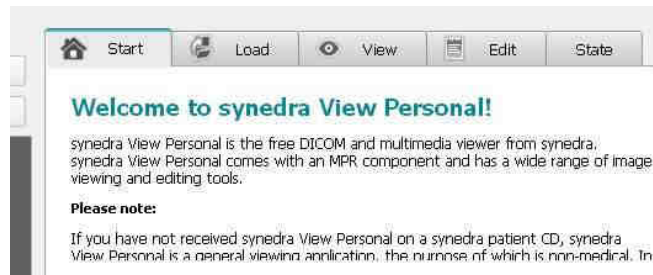 Start Load View Edit State
Welcome to synedra View Personal!
synedra View Personal is the free DICOM and multimedia viewer from synedra.
synedra View Personal comes with an MPR component and has a wide range of image
viewing and editing tools.
Please note:
If you have not received synedra View Personal on a synedra patient CD, synedra
View Personal is a general viewing application, the purpose of which is non-medical. In